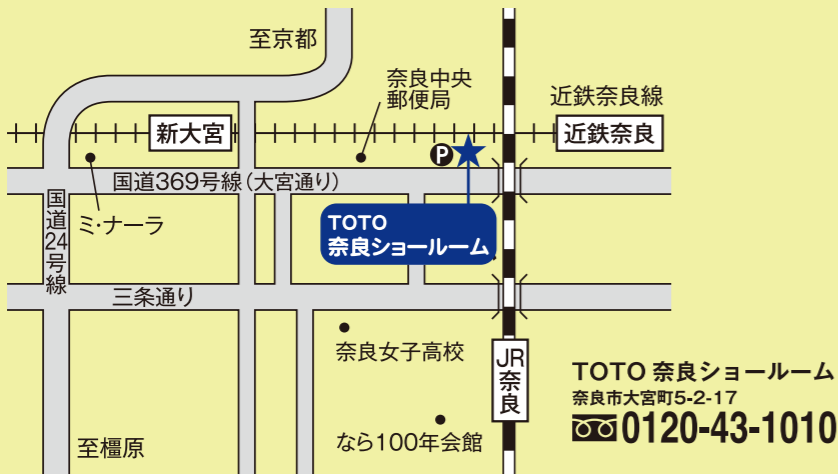 至京都
奈良中央
郵便局
近鉄奈良線
新大宮
近鉄奈良
P
国道369号線(大宮通り)
国道24号線
ミ・ナーラ
TOTO
奈良ショールーム
三条通り
奈良女子高校
JR奈良
TOTO 奈良ショールーム
奈良市大宮町5-2-17
0120-43-1010
なら100年会館
至橿原